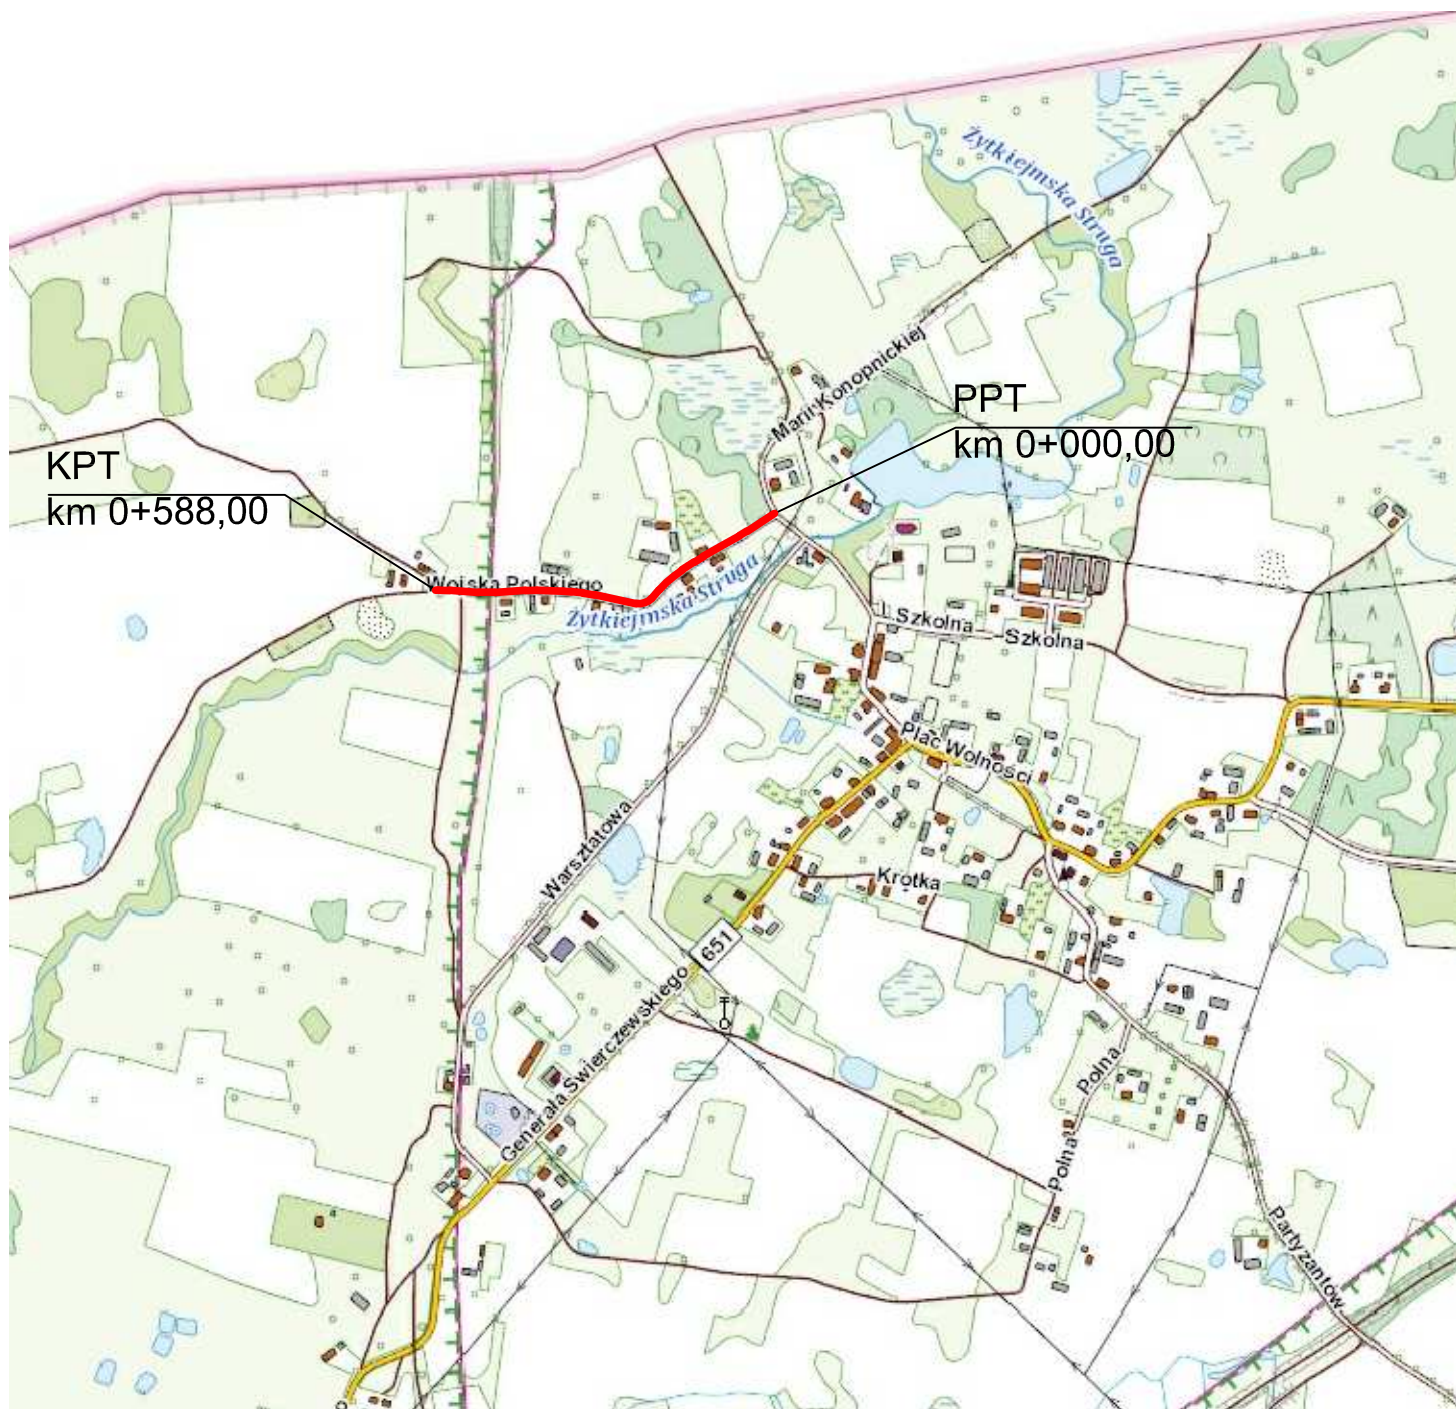 Żytkiejmska Struga
Marii Konopnickiej
PPT
km 0+000,00
KPT
km 0+588,00
Wojska Polskiego
Żytkiejmska Struga
Szkolna
Szkolna
Plac Wolności
Warsztatowa
Krótka
651
Generała Świerczewskiego
Polna
Polna
Partyzantów